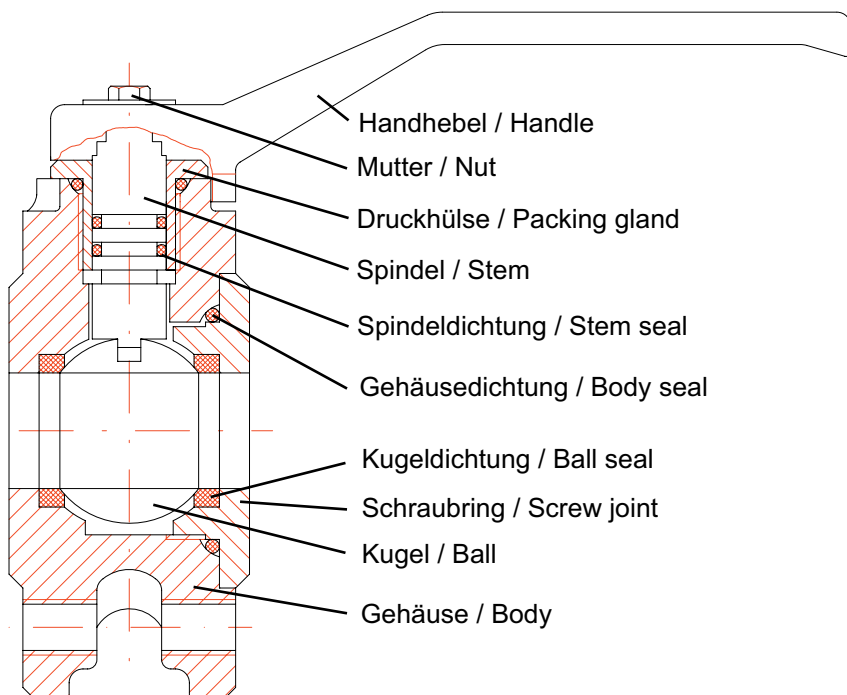 Handhebel / Handle
Mutter / Nut
Druckhülse / Packing gland
Spindel / Stem
Spindeldichtung / Stem seal
Gehäusedichtung / Body seal
Kugeldichtung / Ball seal
Schraubring / Screw joint
Kugel / Ball
Gehäuse / Body